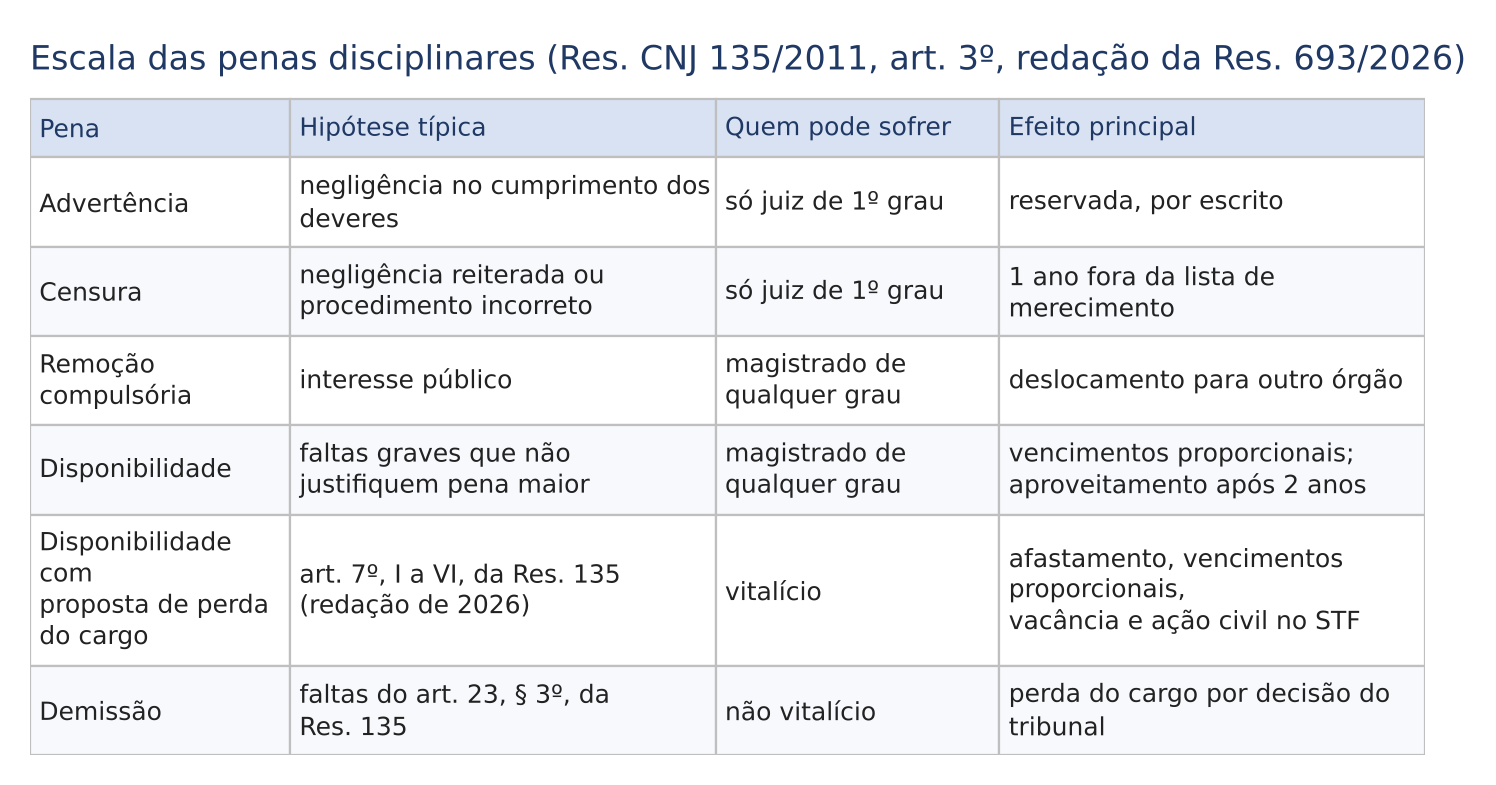 Escala das penas disciplinares (Res. CNJ 135/2011, art. 3º, redação da Res. 693/2026)
Pena
Hipótese típica
Quem pode sofrer
Efeito principal
Advertência
negligência no cumprimento dos
deveres
só juiz de 1º grau
reservada, por escrito
Censura
negligência reiterada ou
procedimento incorreto
só juiz de 1º grau
1 ano fora da lista de
merecimento
Remoção
compulsória
interesse público
magistrado de
qualquer grau
deslocamento para outro órgão
Disponibilidade
faltas graves que não
justifiquem pena maior
magistrado de
qualquer grau
vencimentos proporcionais;
aproveitamento após 2 anos
Disponibilidade
com
proposta de perda
do cargo
art. 7º, I a VI, da Res. 135
(redação de 2026)
vitalício
afastamento, vencimentos
proporcionais,
vacância e ação civil no STF
Demissão
faltas do art. 23, § 3º, da
Res. 135
não vitalício
perda do cargo por decisão do
tribunal